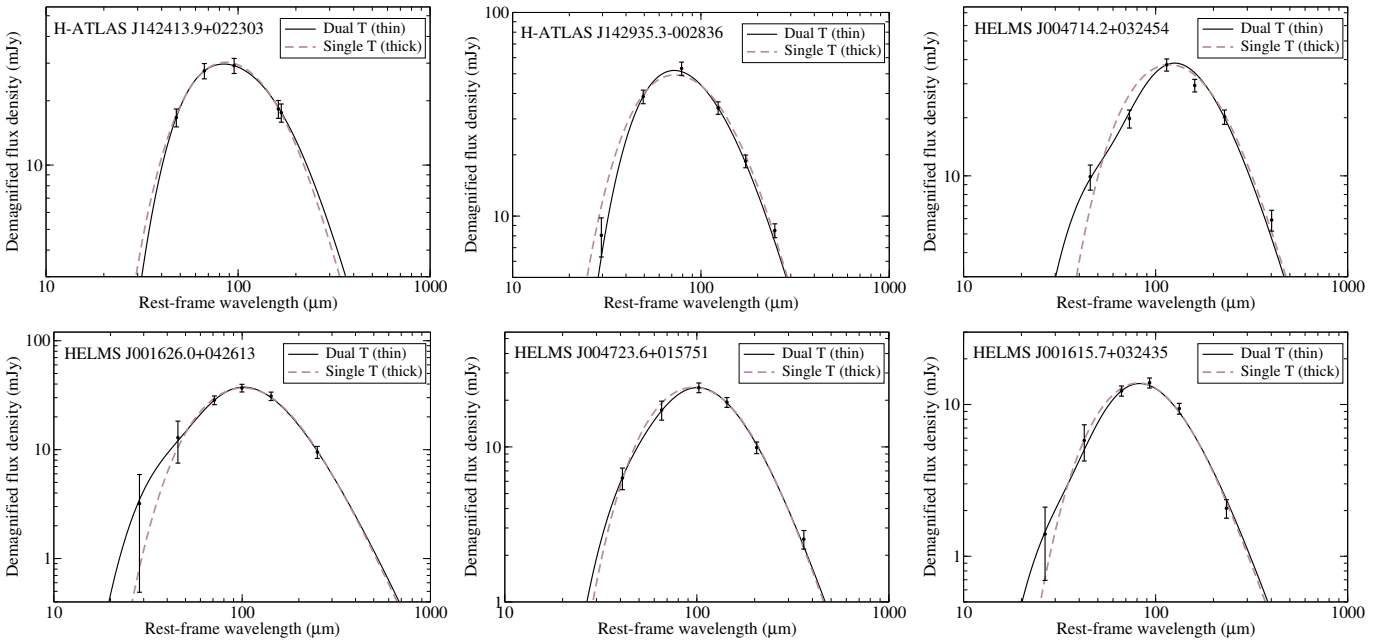 H-ATLAS J142413.9+022303
Dual T (thin)
Single T (thick)
Demagnified flux density (mJy)
10
10
100
1000
Rest-frame wavelength (μm)
H-ATLAS J142935.3-002836
Dual T (thin)
Single T (thick)
Demagnified flux density (mJy)
100
10
10
100
1000
Rest-frame wavelength (μm)
HELMS J004714.2+032454
Dual T (thin)
Single T (thick)
Demagnified flux density (mJy)
10
10
100
1000
Rest-frame wavelength (μm)
HELMS J001626.0+042613
Dual T (thin)
Single T (thick)
Demagnified flux density (mJy)
100
10
1
10
100
1000
Rest-frame wavelength (μm)
HELMS J004723.6+015751
Dual T (thin)
Single T (thick)
Demagnified flux density (mJy)
10
1
10
100
1000
Rest-frame wavelength (μm)
HELMS J001615.7+032435
Dual T (thin)
Single T (thick)
Demagnified flux density (mJy)
10
1
10
100
1000
Rest-frame wavelength (μm)